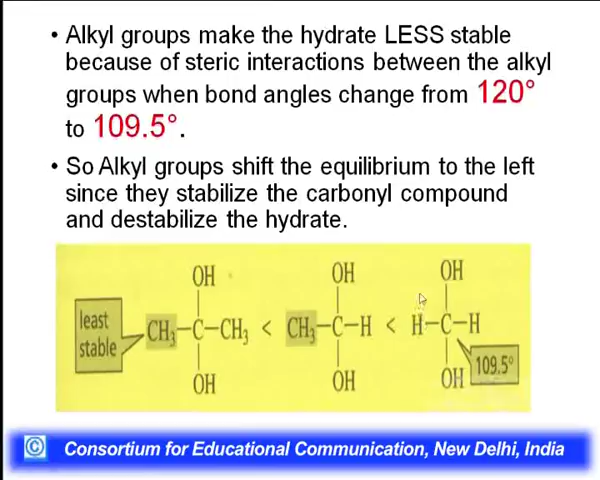 • Alkyl groups make the hydrate LESS stable
because of steric interactions between the alkyl
groups when bond angles change from 120°
to 109.5°.
• So Alkyl groups shift the equilibrium to the left
since they stabilize the carbonyl compound
and destabilize the hydrate.
OH OH OH
least
stable
CH₃–C–CH₃ < CH₃–C–H < H–C–H
OH OH OH 109.5°
© Consortium for Educational Communication, New Delhi, India